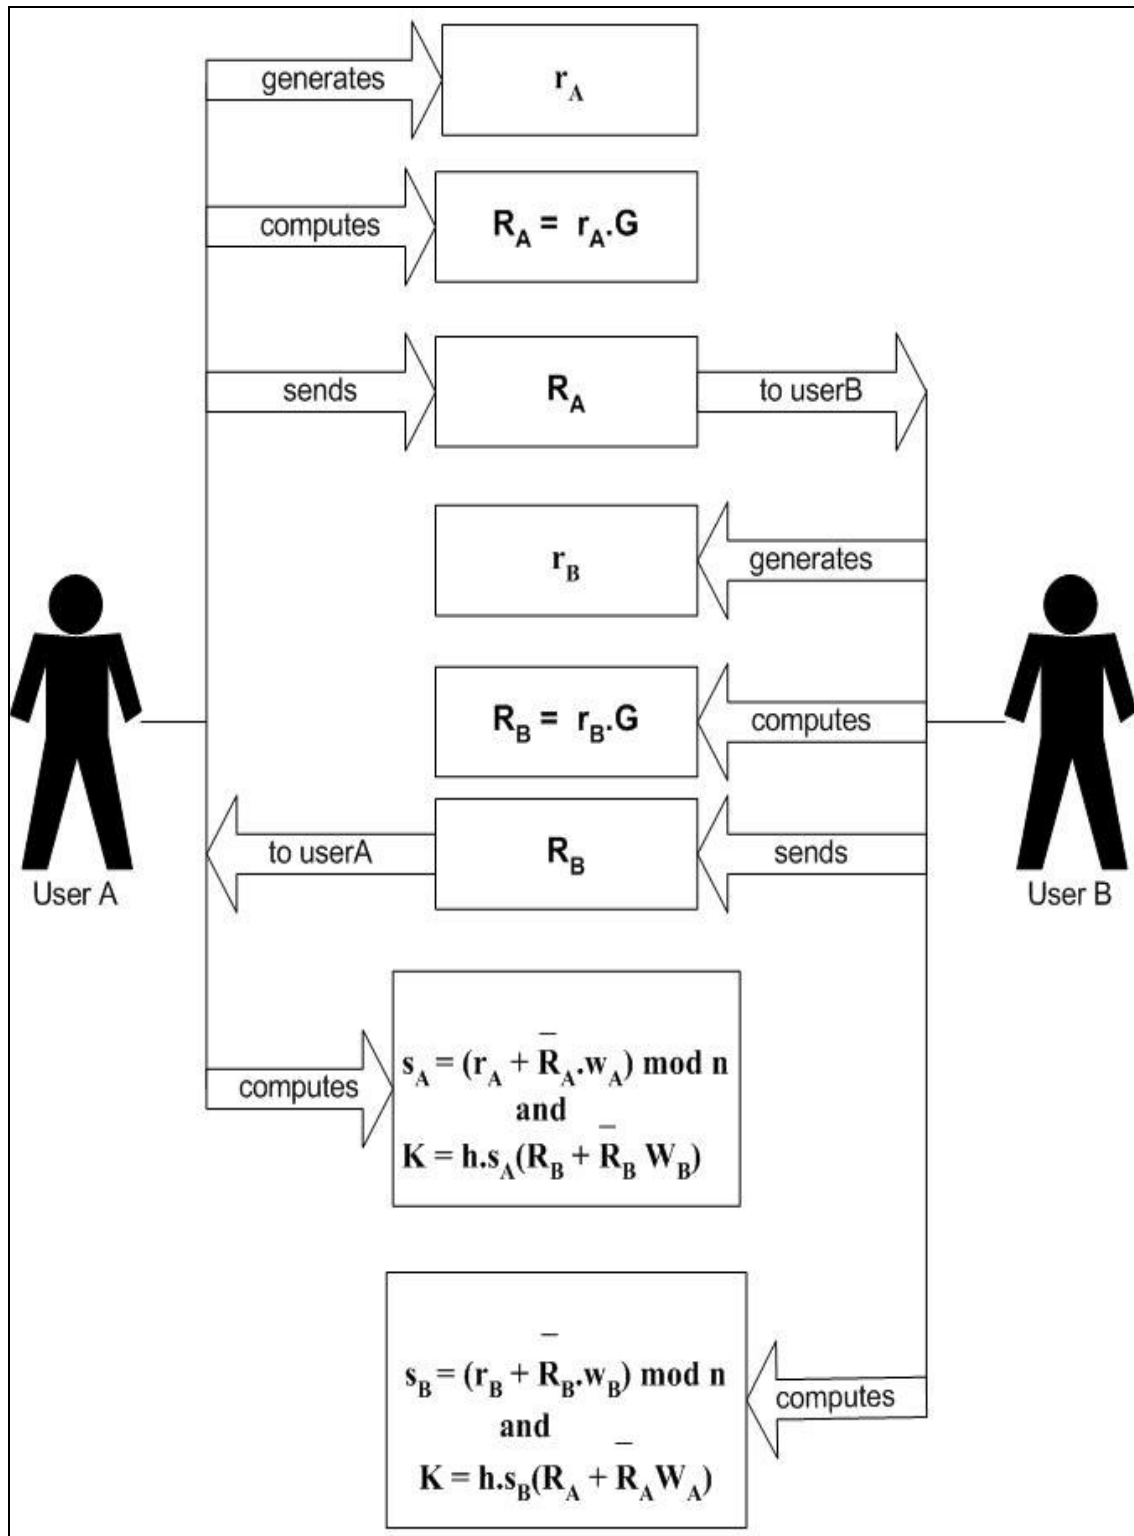 generates
r_A
computes
R_A = r_A.G
sends
R_A
to userB
r_B
generates
R_B = r_B.G
computes
to userA
R_B
sends
User A
User B
computes
s_A = (r_A + R̅_A.w_A) mod n
and
K = h.s_A(R_B + R̅_B W_B)
s_B = (r_B + R̅_B.w_B) mod n
and
K = h.s_B(R_A + R̅_A W_A)
computes